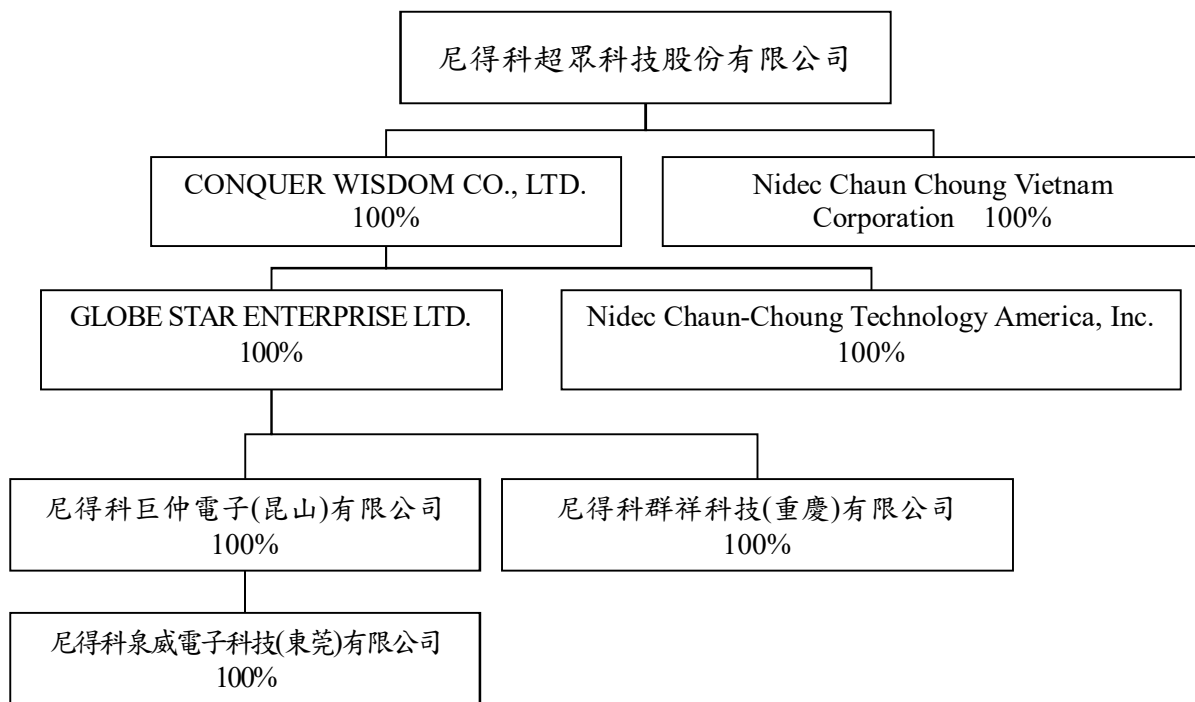 尼得科超眾科技股份有限公司
CONQUER WISDOM CO., LTD.
100%
Nidec Chaun Choung Vietnam
Corporation 100%
GLOBE STAR ENTERPRISE LTD.
100%
Nidec Chaun-Choung Technology America, Inc.
100%
尼得科巨仲電子(昆山)有限公司
100%
尼得科群祥科技(重慶)有限公司
100%
尼得科泉威電子科技(東莞)有限公司
100%